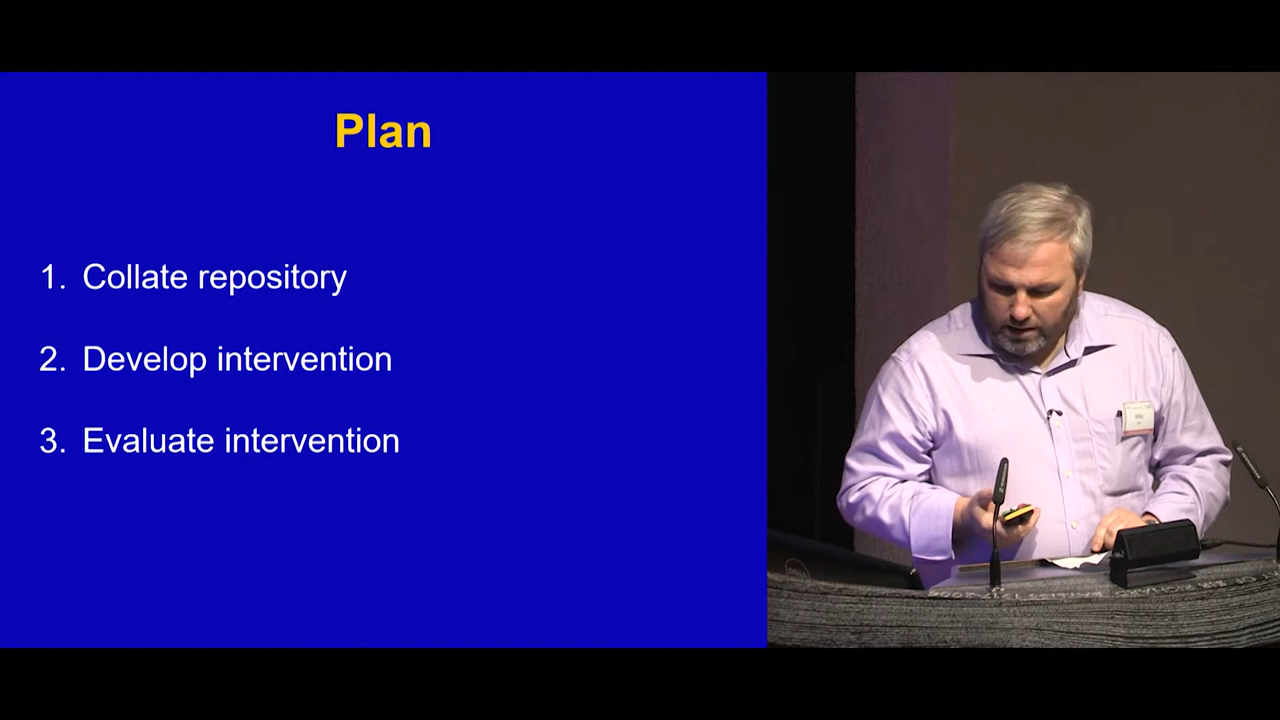 Plan
1. Collate repository
2. Develop intervention
3. Evaluate intervention